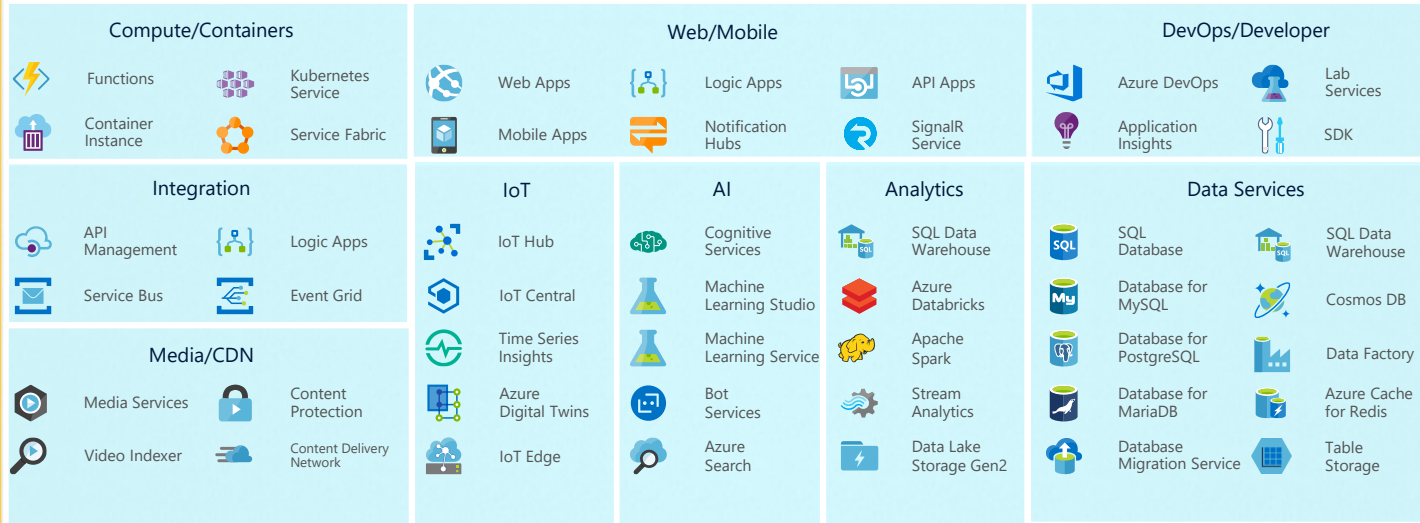 Compute/Containers
Functions
Kubernetes
Service
Container
Instance
Service Fabric
Web/Mobile
Web Apps
Logic Apps
API Apps
Mobile Apps
Notification
Hubs
SignalR
Service
DevOps/Developer
Azure DevOps
Lab
Services
Application
Insights
SDK
Integration
API
Management
Logic Apps
Service Bus
Event Grid
Media/CDN
Media Services
Content
Protection
Video Indexer
Content Delivery
Network
IoT
IoT Hub
IoT Central
Time Series
Insights
Azure
Digital Twins
IoT Edge
AI
Cognitive
Services
Machine
Learning Studio
Machine
Learning Service
Bot
Services
Azure
Search
Analytics
SQL Data
Warehouse
SQL
Azure
Databricks
Apache
Spark
Stream
Analytics
Data Lake
Storage Gen2
Data Services
SQL
SQL
Database
SQL
SQL Data
Warehouse
My
Database for
MySQL
Cosmos DB
Database for
PostgreSQL
Data Factory
Database for
MariaDB
Azure Cache
for Redis
Database
Migration Service
Table
Storage